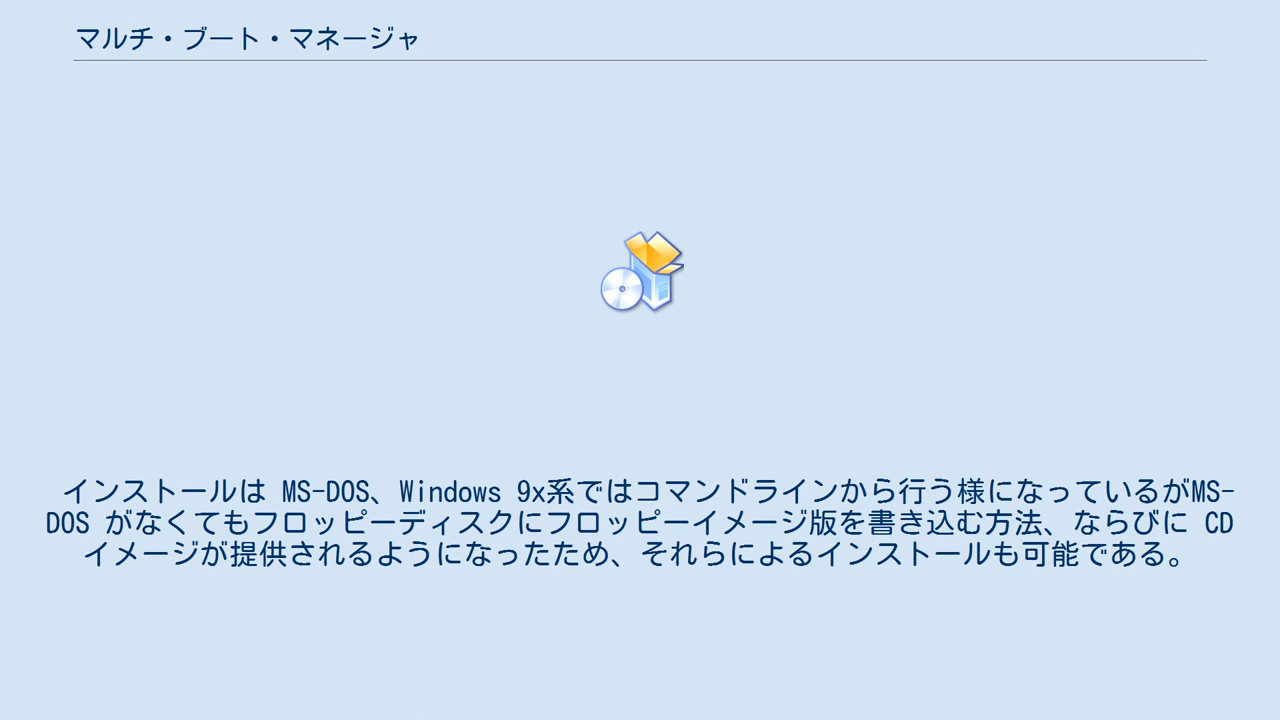 マルチ・ブート・マネージャ
インストールは MS-DOS、Windows 9x系ではコマンドラインから行う様になっているがMS-
DOS がなくてもフロッピーディスクにフロッピーイメージ版を書き込む方法、ならびに CD
イメージが提供されるようになったため、それらによるインストールも可能である。